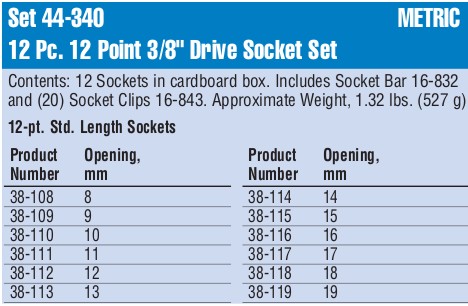 Set 44-340 METRIC
12 Pc. 12 Point 3/8" Drive Socket Set
Contents: 12 Sockets in cardboard box. Includes Socket Bar 16-832
and (20) Socket Clips 16-843. Approximate Weight, 1.32 lbs. (527 g)
12-pt. Std. Length Sockets
Product Opening, Product Opening,
Number mm Number mm
38-108 8 38-114 14
38-109 9 38-115 15
38-110 10 38-116 16
38-111 11 38-117 17
38-112 12 38-118 18
38-113 13 38-119 19